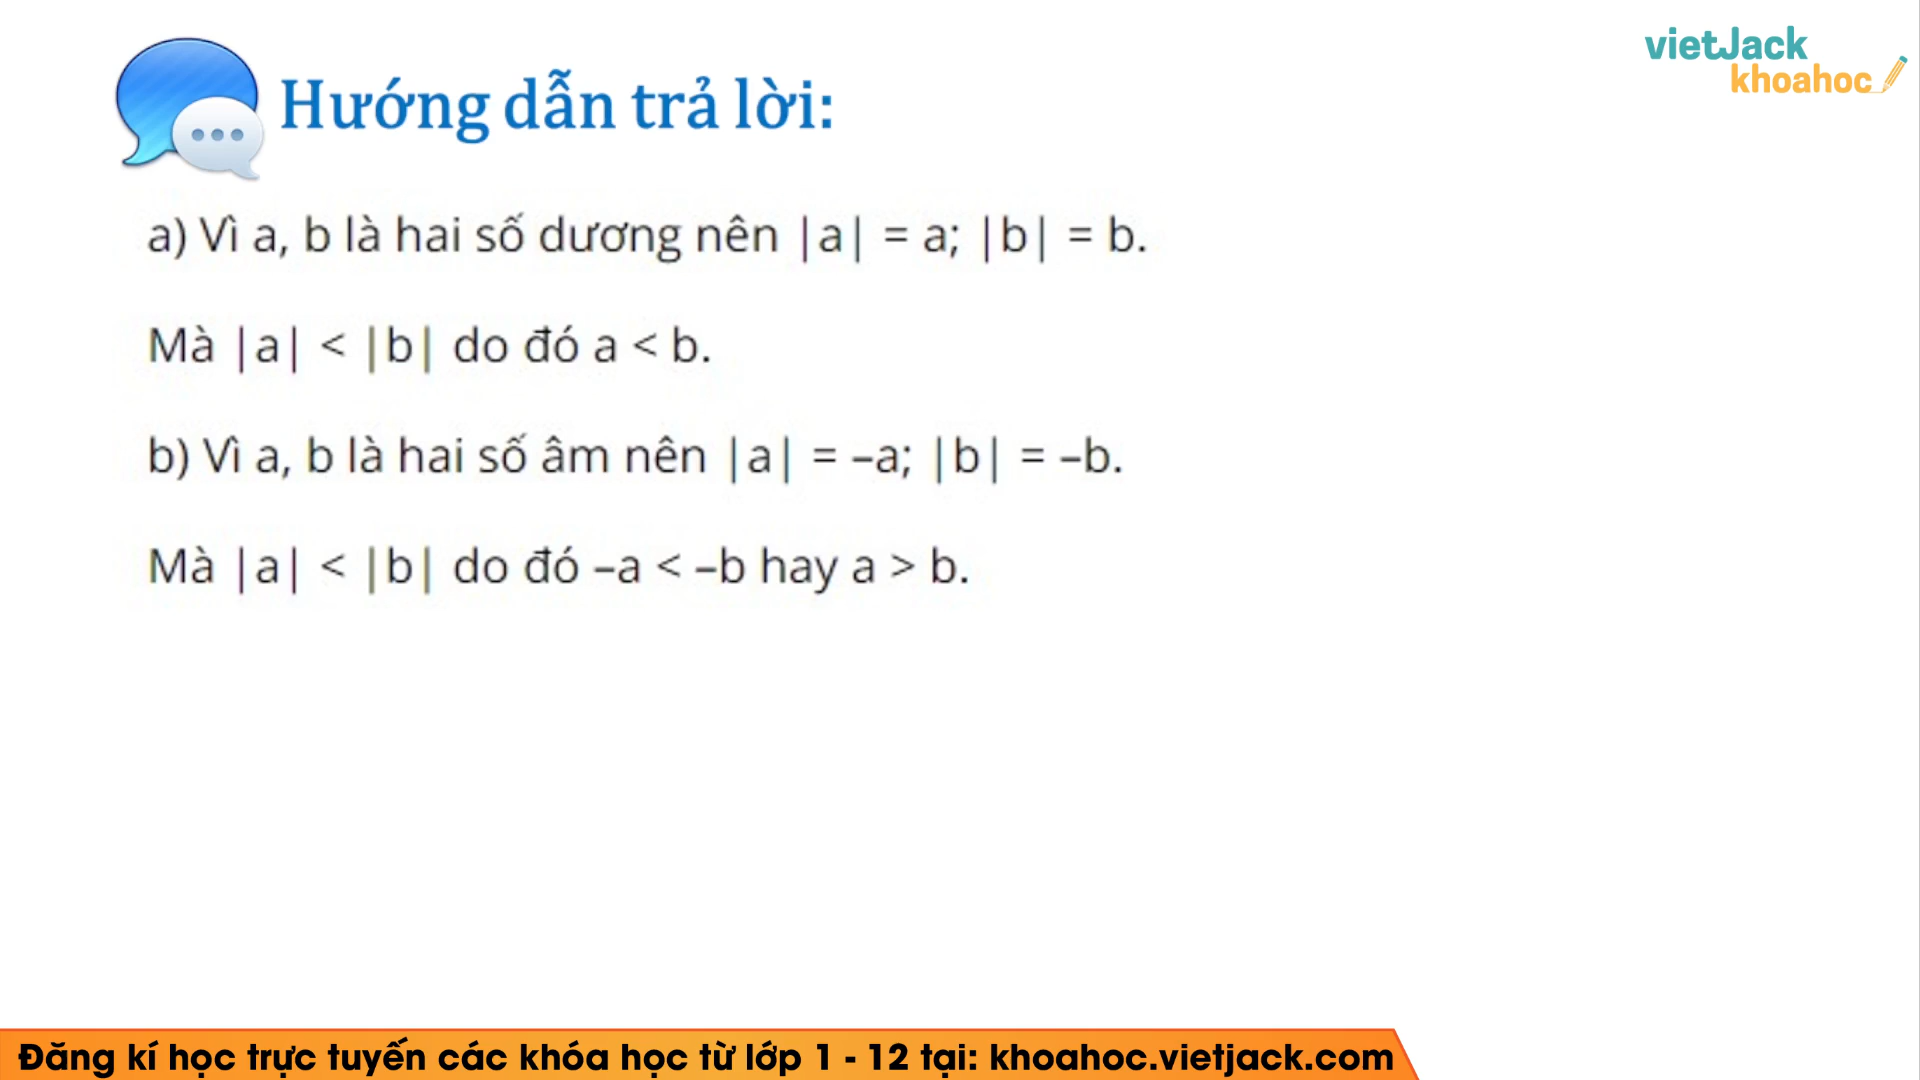 vietJack
khoahoc
Hướng dẫn trả lời:
a) Vì a, b là hai số dương nên |a| = a; |b| = b.
Mà |a| < |b| do đó a < b.
b) Vì a, b là hai số âm nên |a| = –a; |b| = –b.
Mà |a| < |b| do đó –a < –b hay a > b.
Đăng kí học trực tuyến các khóa học từ lớp 1 - 12 tại: khoahoc.vietjack.com